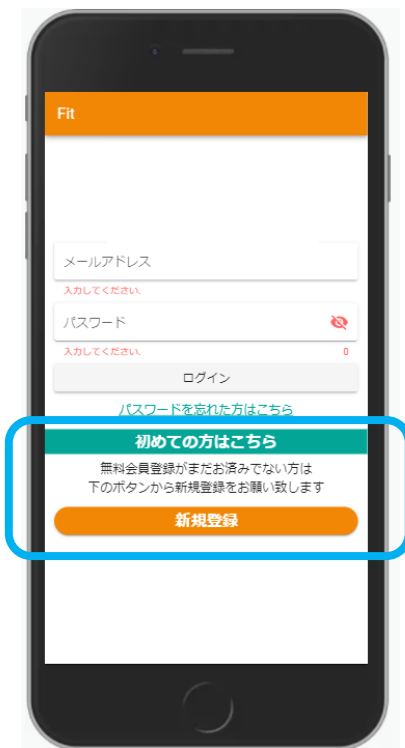 Fit
メールアドレス
入力してください.
パスワード
入力してください. 0
ログイン
パスワードを忘れた方はこちら
初めての方はこちら
無料会員登録がまだお済みでない方は
下のボタンから新規登録をお願い致します
新規登録